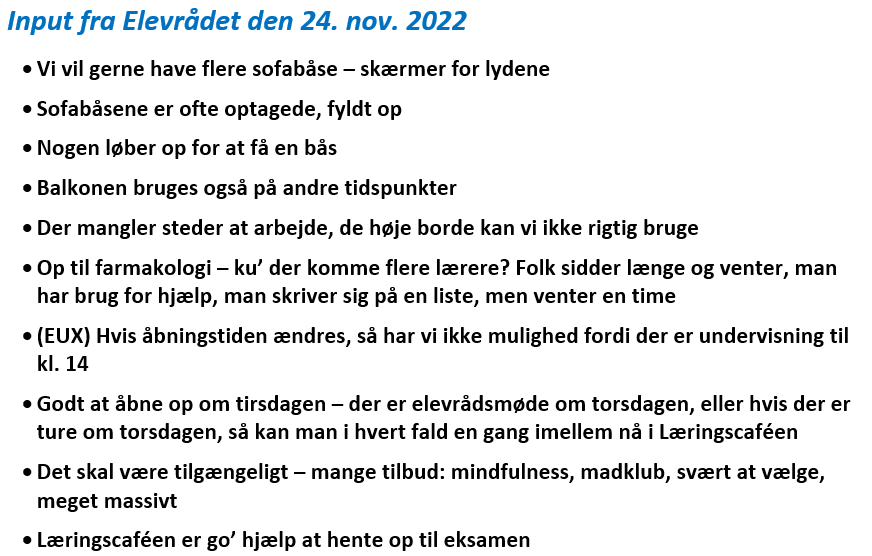 Input fra Elevrådet den 24. nov. 2022
• Vi vil gerne have flere sofabåse – skærmer for lydene
• Sofabåsene er ofte optagede, fyldt op
• Nogen løber op for at få en bås
• Balkonen bruges også på andre tidspunkter
• Der mangler steder at arbejde, de høje borde kan vi ikke rigtig bruge
• Op til farmakologi – ku’ der komme flere lærere? Folk sidder længe og venter, man
har brug for hjælp, man skriver sig på en liste, men venter en time
• (EUX) Hvis åbningstiden ændres, så har vi ikke mulighed fordi der er undervisning til
kl. 14
• Godt at åbne op om tirsdagen – der er elevrådsmøde om torsdagen, eller hvis der er
ture om torsdagen, så kan man i hvert fald en gang imellem nå i Læringscaféen
• Det skal være tilgængeligt – mange tilbud: mindfulness, madklub, svært at vælge,
meget massivt
• Læringscaféen er go’ hjælp at hente op til eksamen